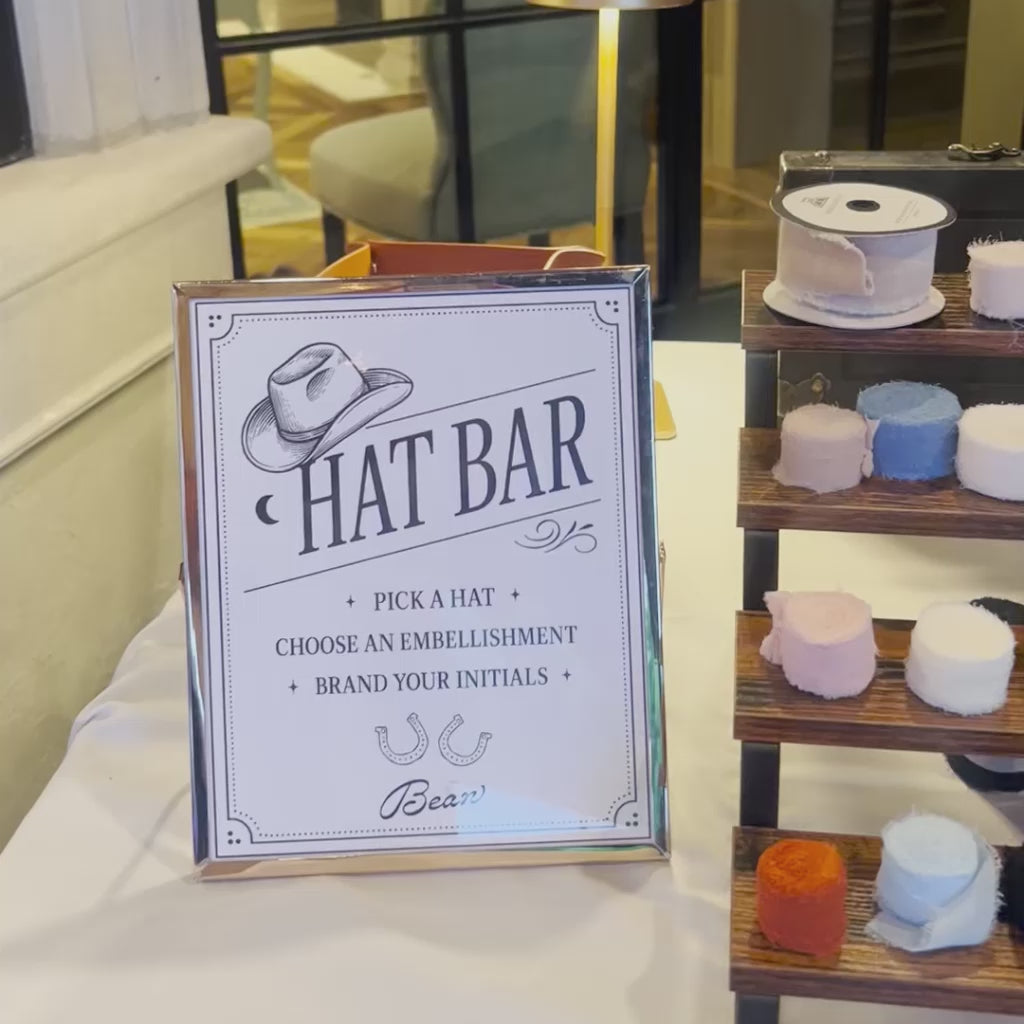 HAT BAR
PICK A HAT
CHOOSE AN EMBELLISHMENT
BRAND YOUR INITIALS
Bean